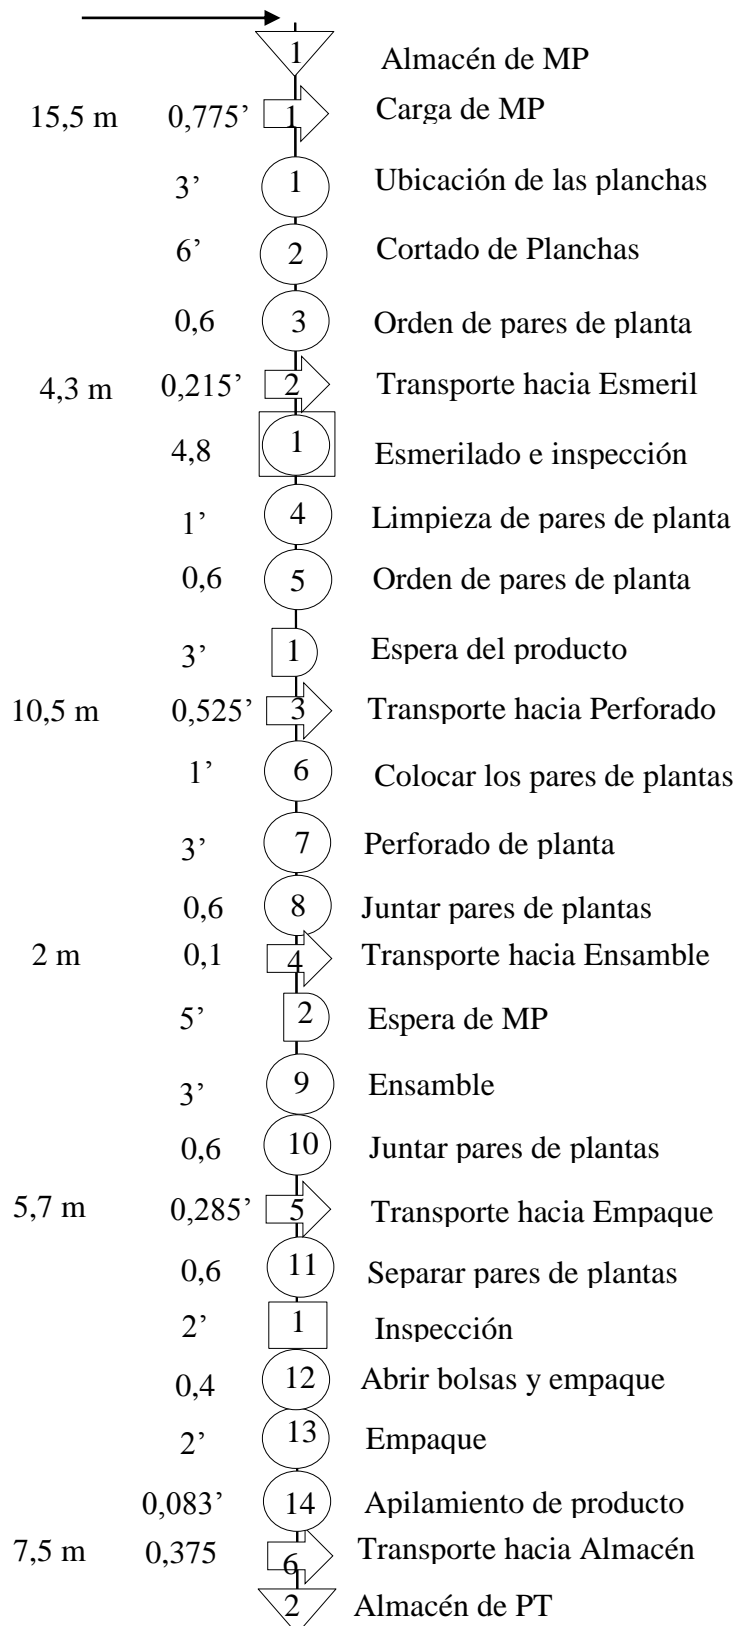 1 Almacén de MP
15,5 m 0,775’ 1 Carga de MP
3’ 1 Ubicación de las planchas
6’ 2 Cortado de Planchas
0,6 3 Orden de pares de planta
4,3 m 0,215’ 2 Transporte hacia Esmeril
4,8 1 Esmerilado e inspección
1’ 4 Limpieza de pares de planta
0,6 5 Orden de pares de planta
3’ 1 Espera del producto
10,5 m 0,525’ 3 Transporte hacia Perforado
1’ 6 Colocar los pares de plantas
3’ 7 Perforado de planta
0,6 8 Juntar pares de plantas
2 m 0,1 4 Transporte hacia Ensamble
5’ 2 Espera de MP
3’ 9 Ensamble
0,6 10 Juntar pares de plantas
5,7 m 0,285’ 5 Transporte hacia Empaque
0,6 11 Separar pares de plantas
2’ 1 Inspección
0,4 12 Abrir bolsas y empaque
2’ 13 Empaque
0,083’ 14 Apilamiento de producto
7,5 m 0,375 6 Transporte hacia Almacén
2 Almacén de PT